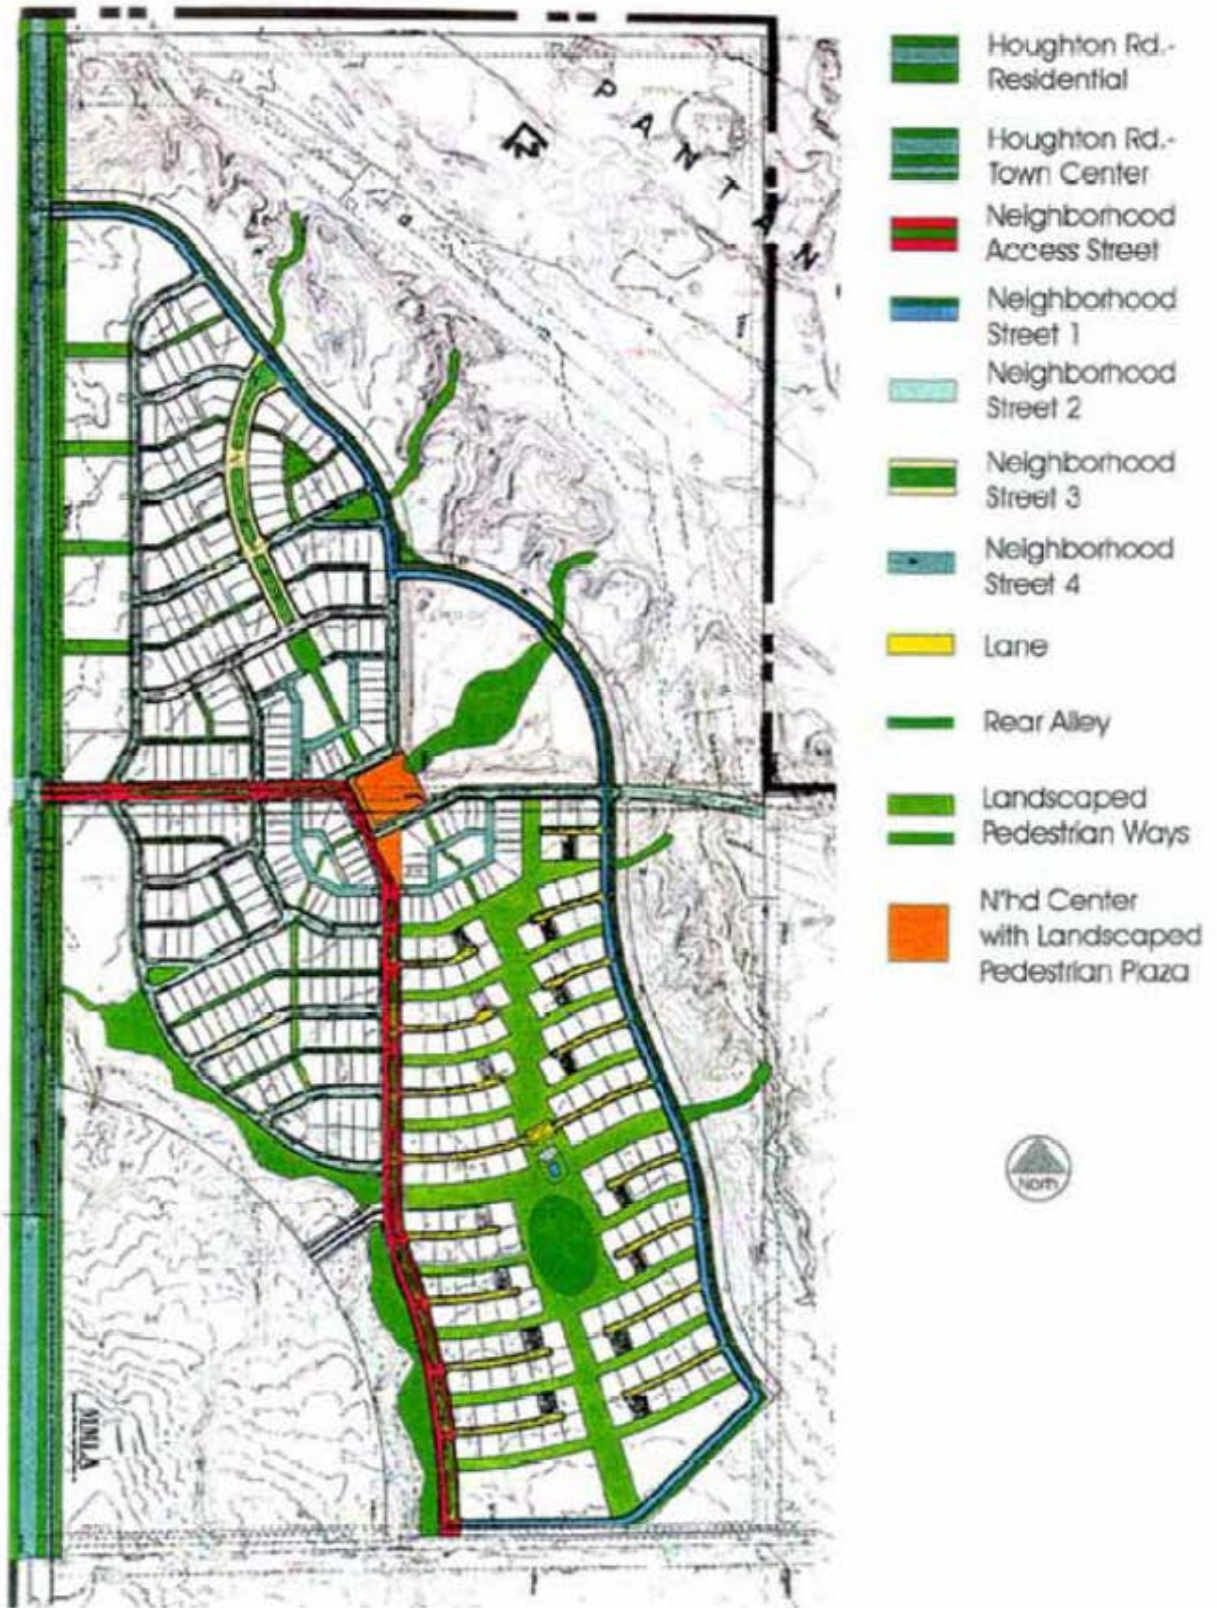 PANTAN
Houghton Rd.-
Residential
Houghton Rd.-
Town Center
Neighborhood
Access Street
Neighborhood
Street 1
Neighborhood
Street 2
Neighborhood
Street 3
Neighborhood
Street 4
Lane
Rear Alley
Landscaped
Pedestrian Ways
N'hd Center
with Landscaped
Pedestrian Plaza
North